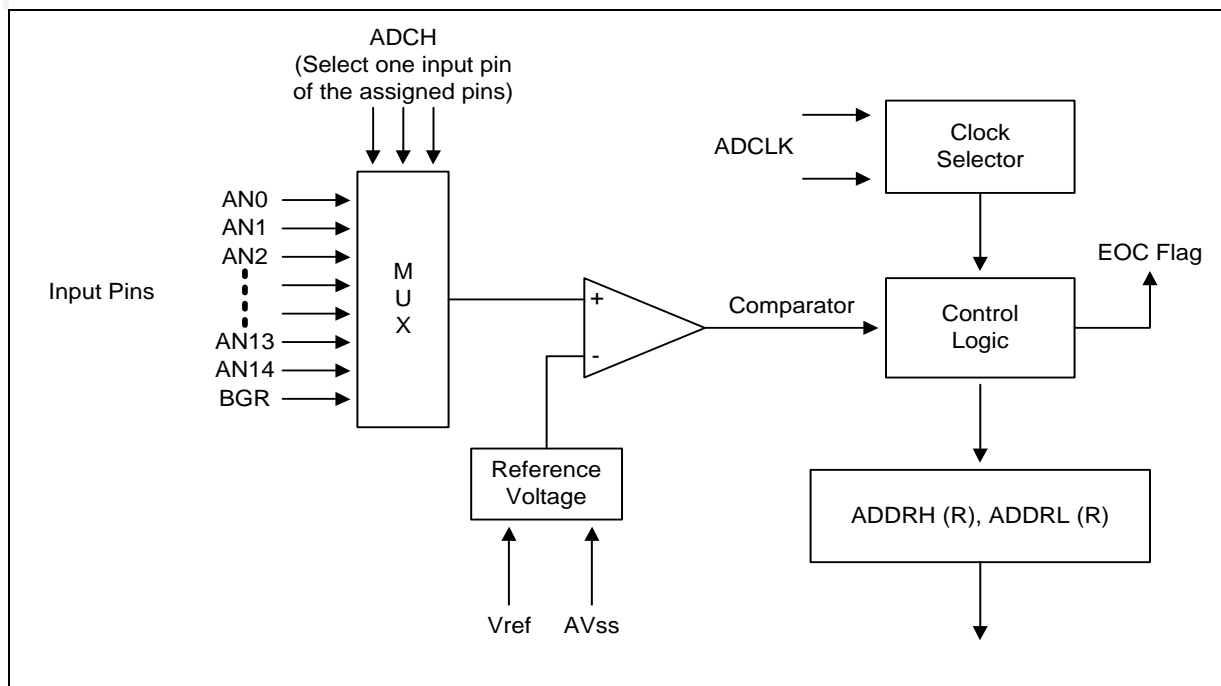 ADCH
(Select one input pin
of the assigned pins)
ADCLK
Clock
Selector
AN0
AN1
AN2
AN13
AN14
BGR
Input Pins
M
U
X
+
-
Comparator
Control
Logic
EOC Flag
Reference
Voltage
Vref
AVss
ADDRH (R), ADDRL (R)